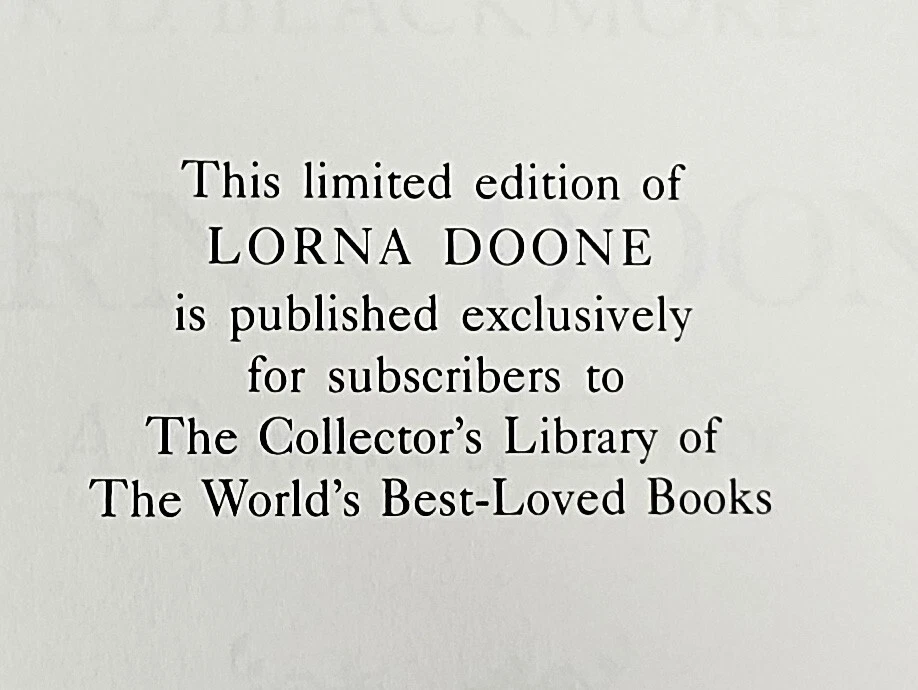 R.D. BLACKMORE
This limited edition of
LORNA DOONE
is published exclusively
for subscribers to
The Collector's Library of
The World's Best-Loved Books